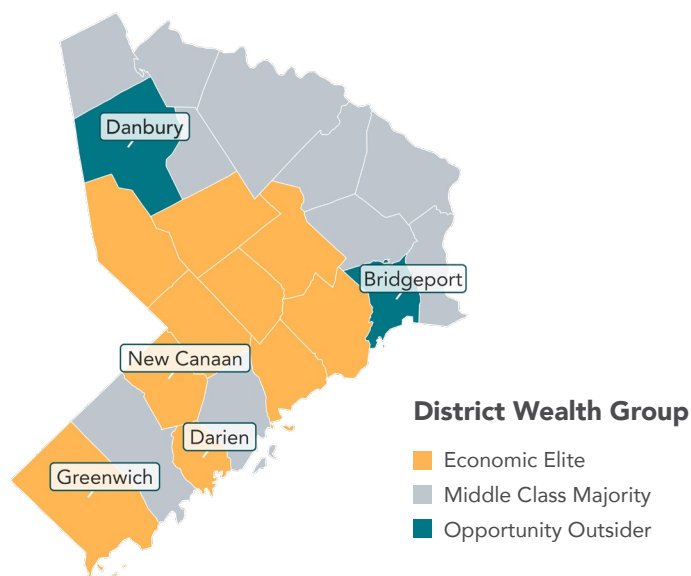 Danbury
Bridgeport
New Canaan
Darien
Greenwich
District Wealth Group
Economic Elite
Middle Class Majority
Opportunity Outsider